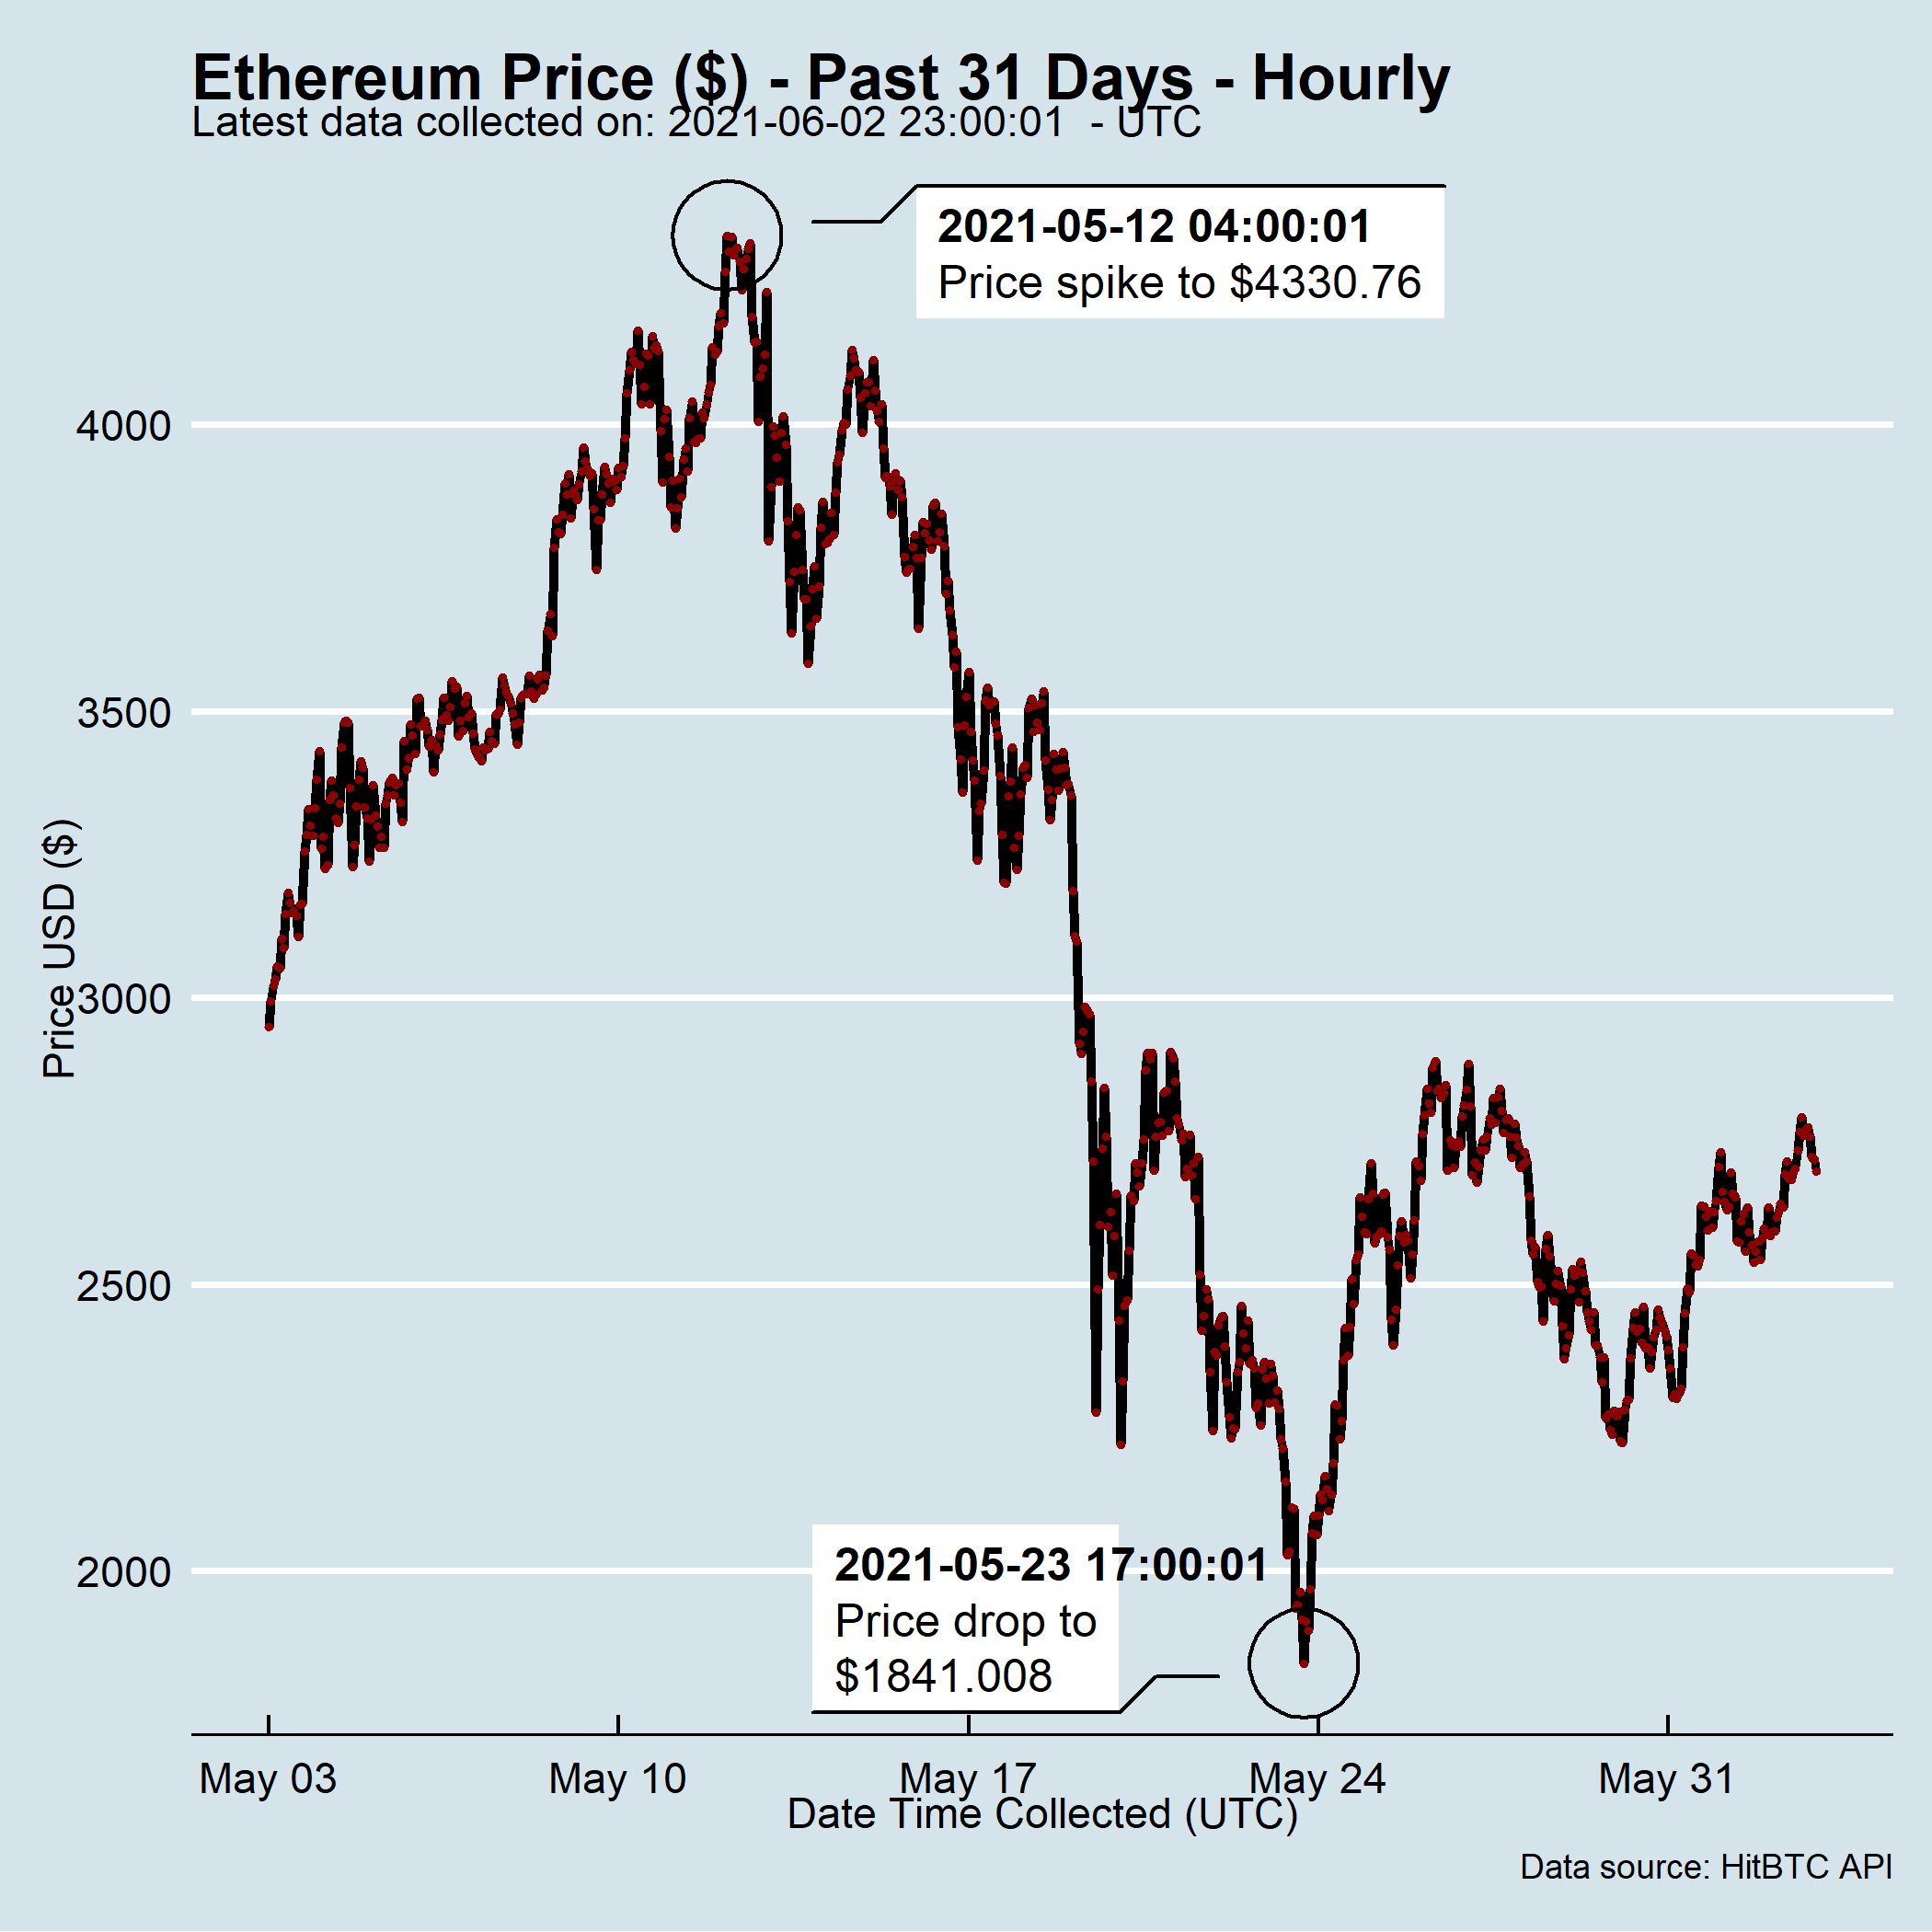 Ethereum Price ($) - Past 31 Days - Hourly
Latest data collected on: 2021-06-02 23:00:01  - UTC
2021-05-12 04:00:01
Price spike to $4330.76
4000
3500
3000
2500
2000
Price USD ($)
2021-05-23 17:00:01
Price drop to
$1841.008
May 03
May 10
May 17
May 24
May 31
Date Time Collected (UTC)
Data source: HitBTC API